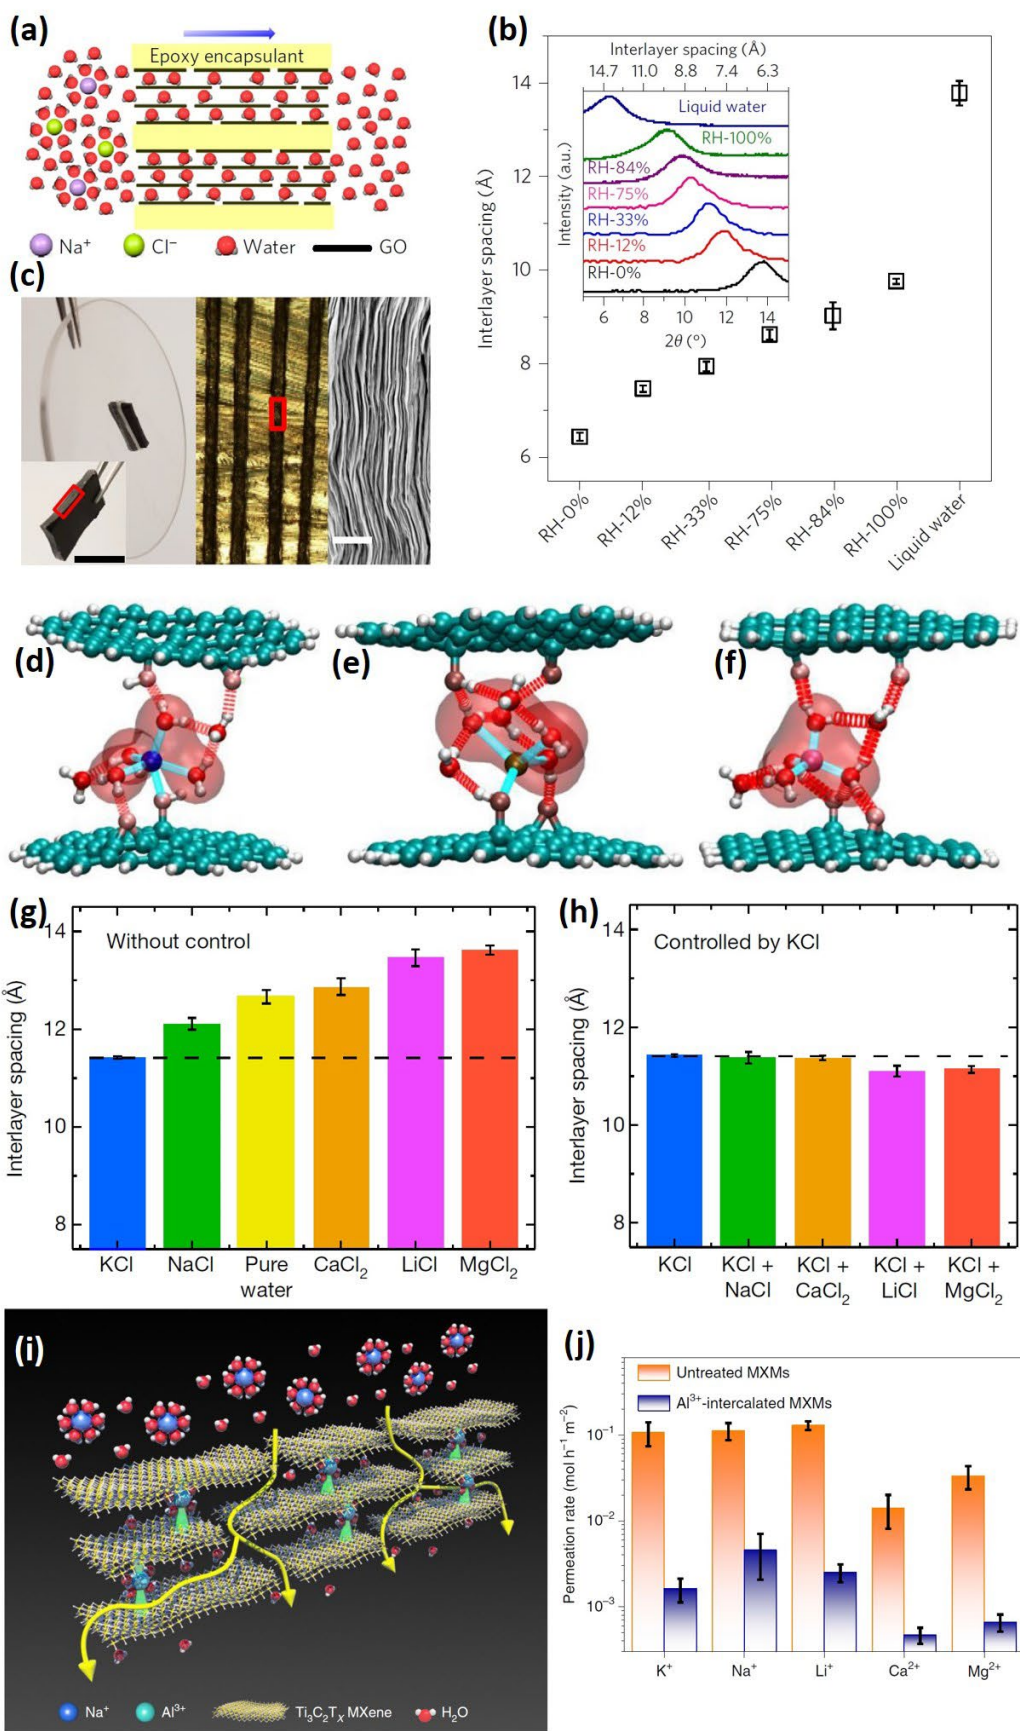 (a)
Epoxy encapsulant
Na⁺
Cl⁻
Water
GO
(b)
Interlayer spacing (Å)
14.7 11.0 8.8 7.4 6.3
Liquid water
RH-100%
RH-84%
RH-75%
RH-33%
RH-12%
RH-0%
Intensity (a.u.)
6 8 10 12 14
2θ (°)
Interlayer spacing (Å)
14
12
10
8
6
RH-0%
RH-12%
RH-33%
RH-75%
RH-84%
RH-100%
Liquid water
(c)
(d)
(e)
(f)
(g)
Without control
Interlayer spacing (Å)
14
12
10
8
KCl NaCl Pure water CaCl₂ LiCl MgCl₂
(h)
Controlled by KCl
Interlayer spacing (Å)
14
12
10
8
KCl KCl + NaCl KCl + CaCl₂ KCl + LiCl KCl + MgCl₂
(i)
Na⁺ Al³⁺ Ti₃C₂Tₓ MXene H₂O
(j)
Untreated MXMs
Al³⁺-intercalated MXMs
Permeation rate (mol h⁻¹ m⁻²)
10⁻¹
10⁻²
10⁻³
K⁺ Na⁺ Li⁺ Ca²⁺ Mg²⁺